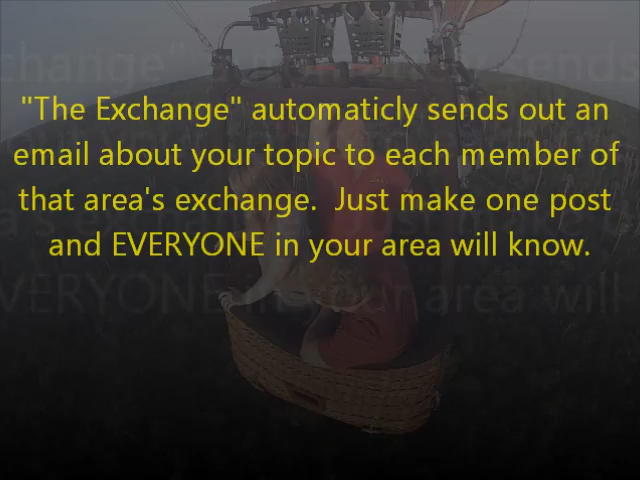 "The Exchange" automaticly sends out an
email about your topic to each member of
that area's exchange.  Just make one post
and EVERYONE in your area will know.